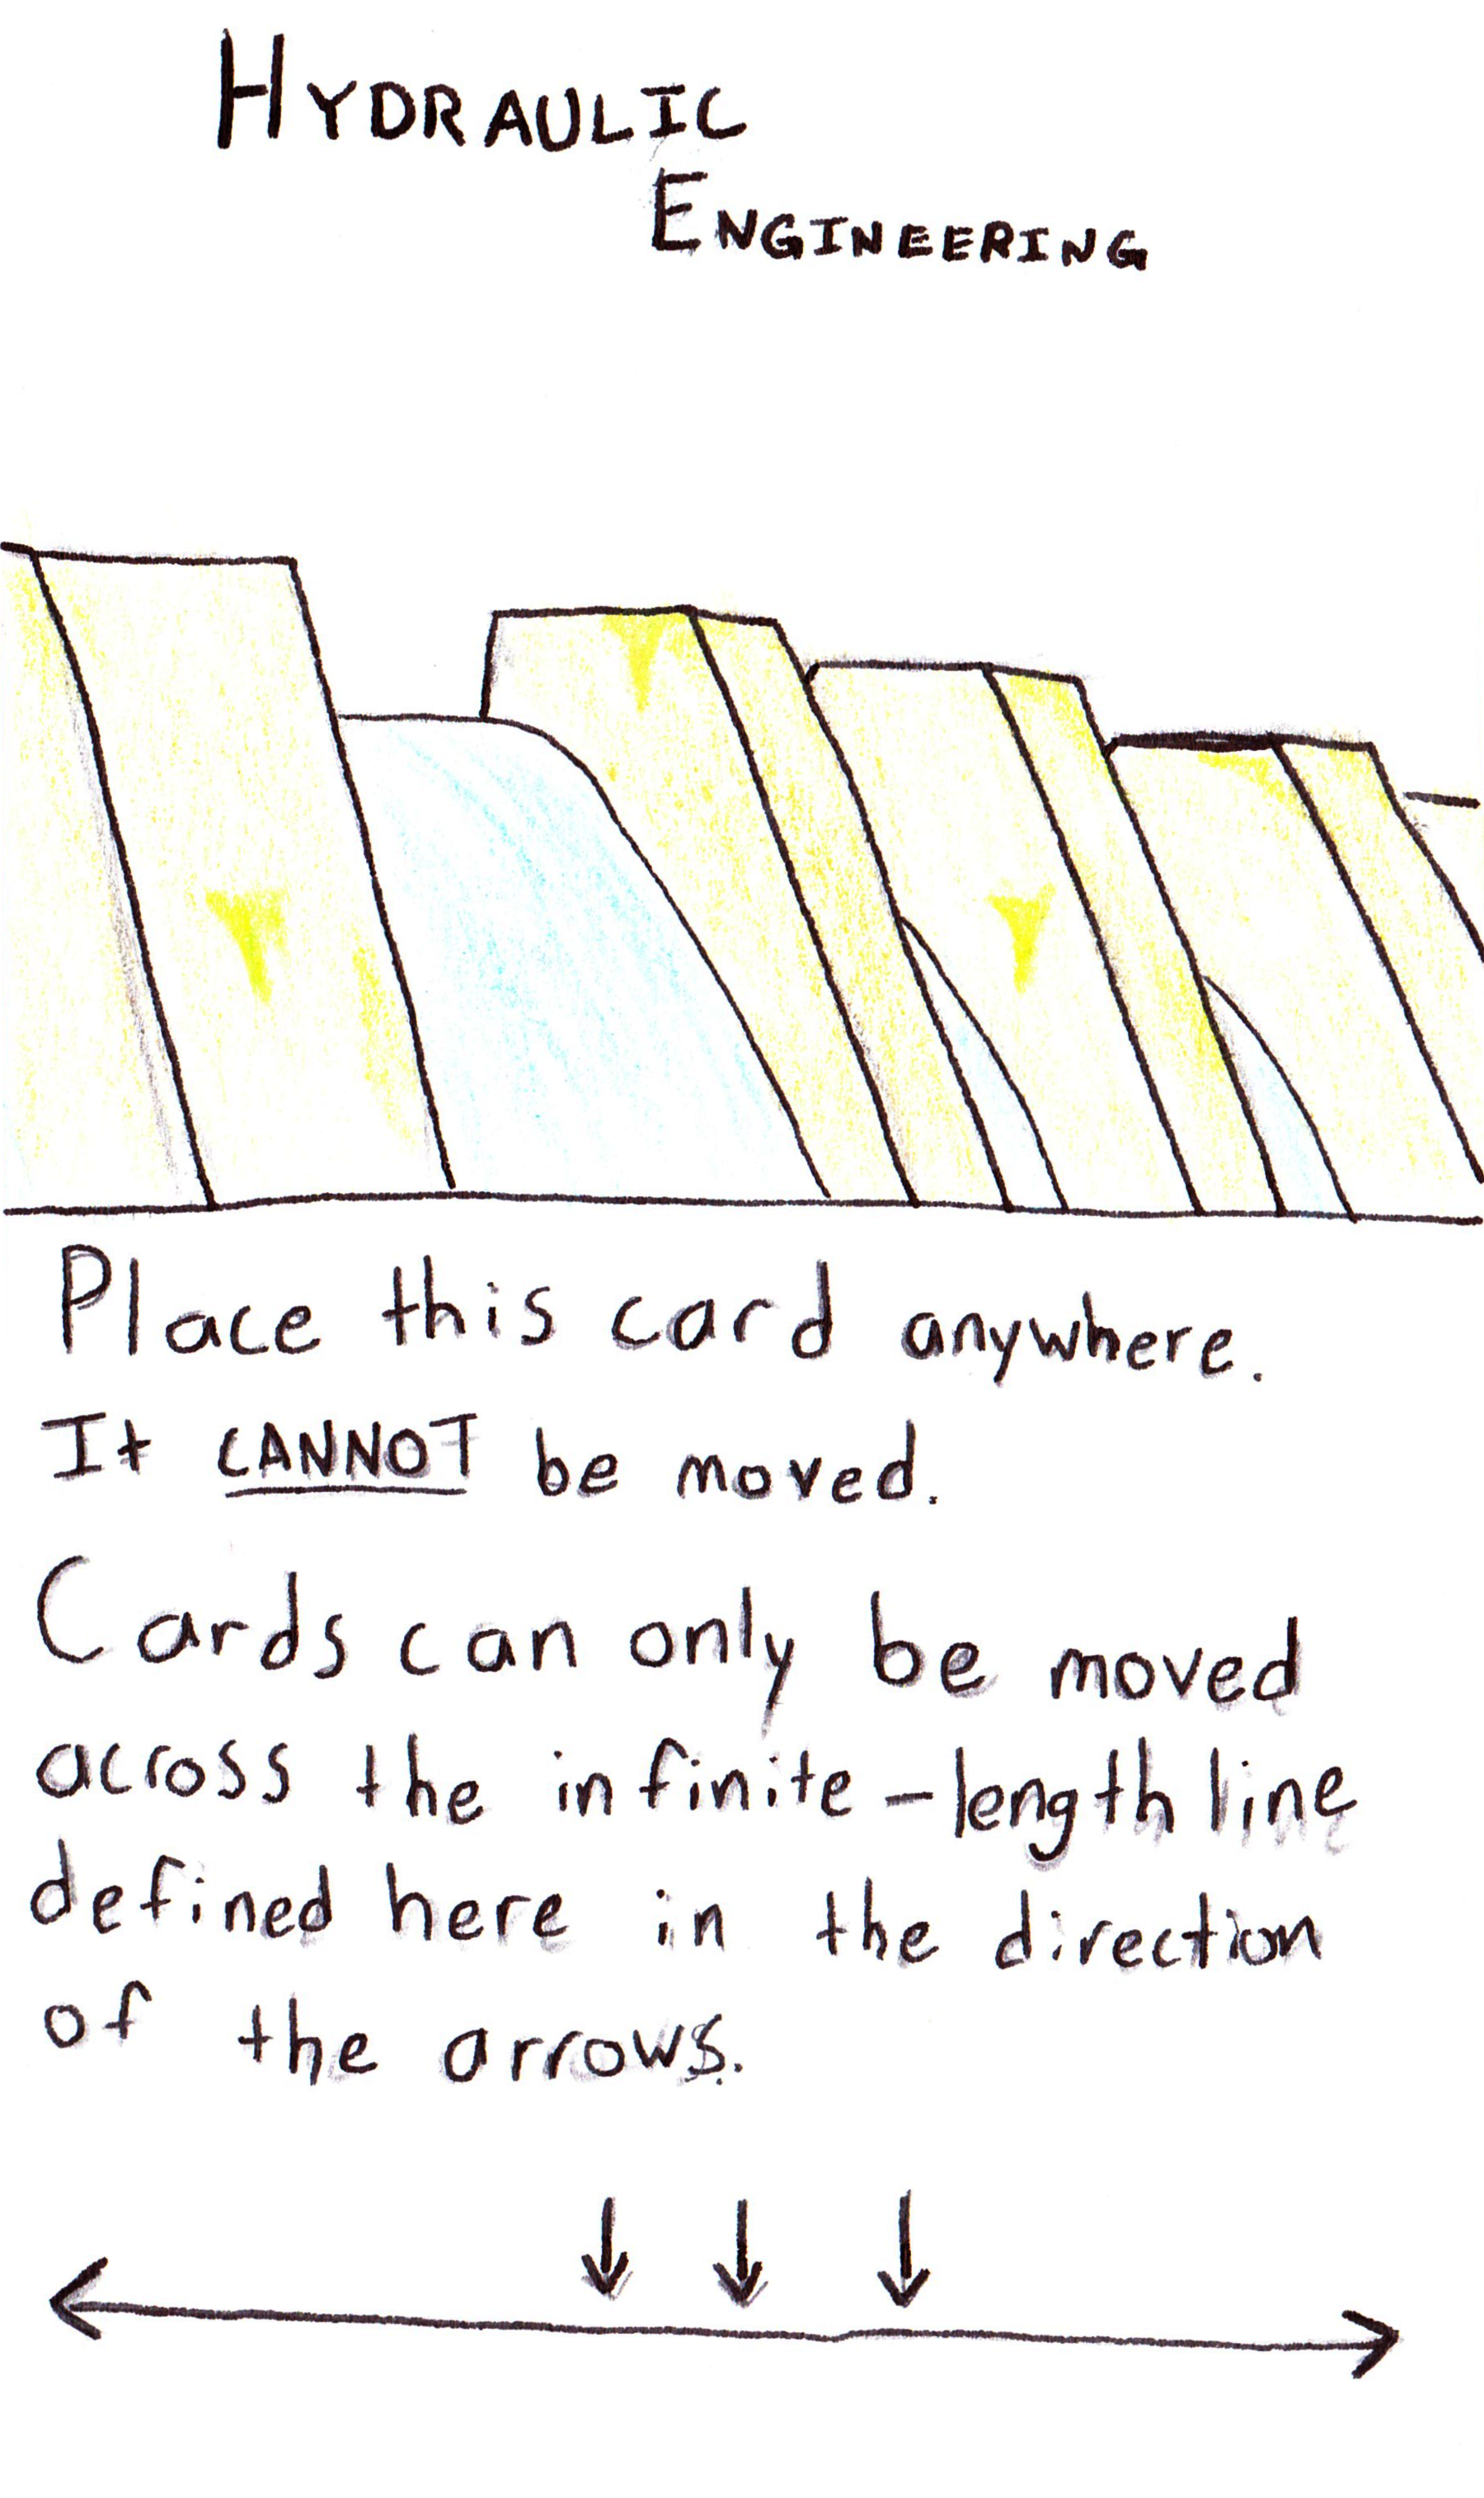 HYDRAULIC
ENGINEERING
Place this card anywhere.
It CANNOT be moved.
Cards can only be moved
across the infinite-length line
defined here in the direction
of the arrows.